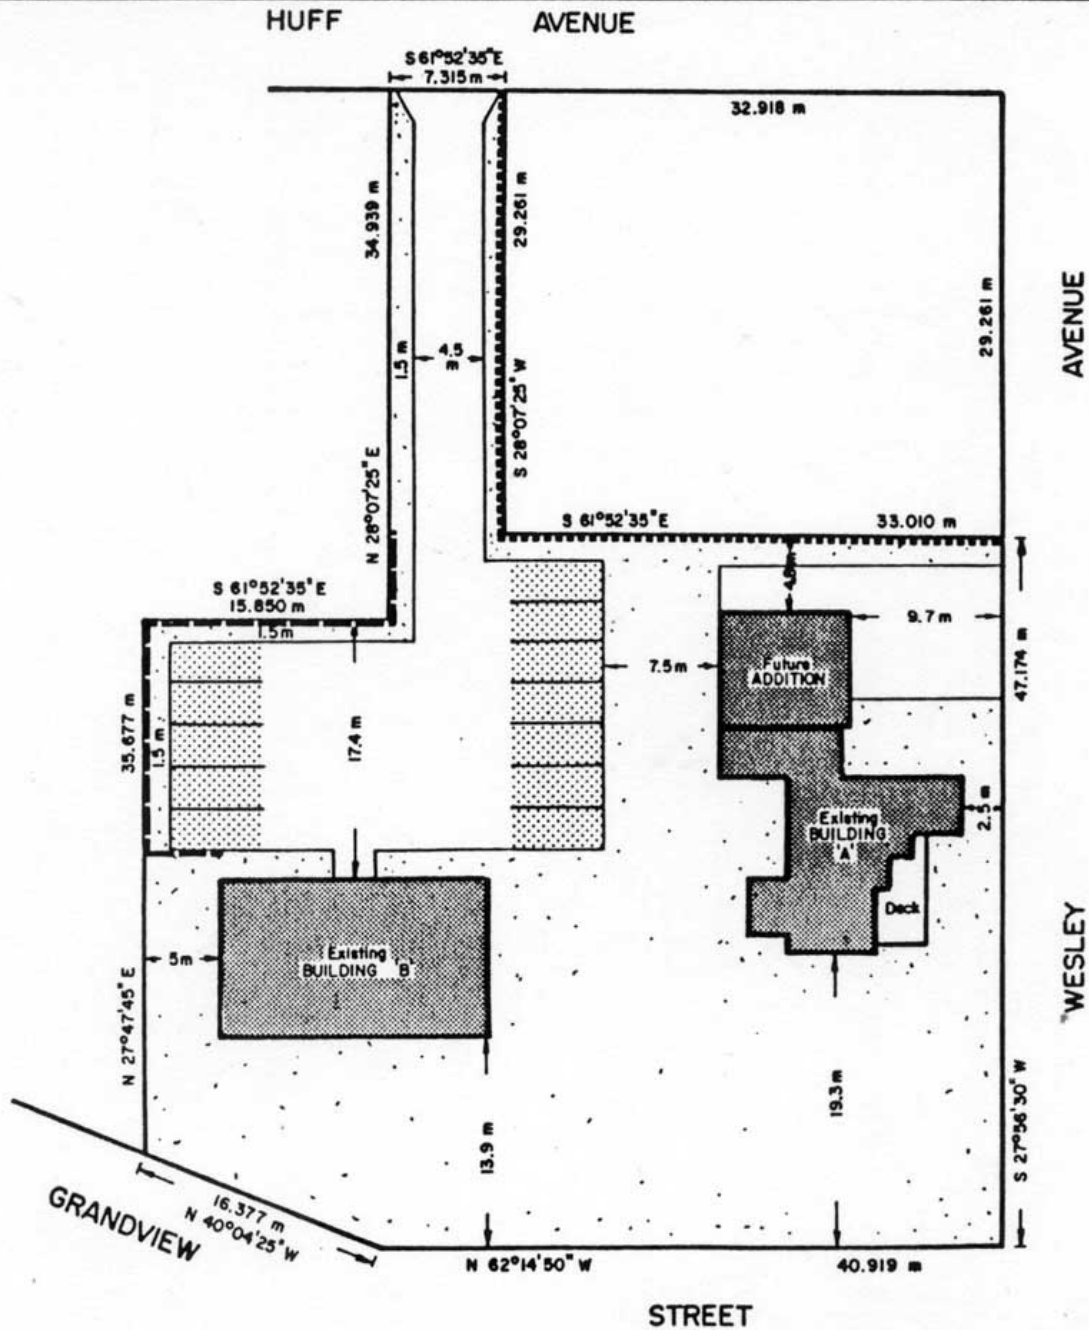 HUFF AVENUE
S 61°52'35" E
7.315 m
32.918 m
34.939 m
29.261 m
29.261 m
AVENUE
1.5 m
4.5
m
N 28°07'25" E
S 28°07'25" W
S 61°52'35" E
33.010 m
S 61°52'35" E
15.850 m
1.5 m
4.8m
9.7 m
7.5 m
Future
ADDITION
47.174 m
35.677 m
1.5 m
17.4 m
2.5 m
Existing
BUILDING
'A'
Deck
5m
Existing
BUILDING 'B'
WESLEY
N 27°47'45" E
13.9 m
19.3 m
S 27°56'30" W
16.377 m
N 40°04'25" W
GRANDVIEW
N 62°14'50" W
40.919 m
STREET